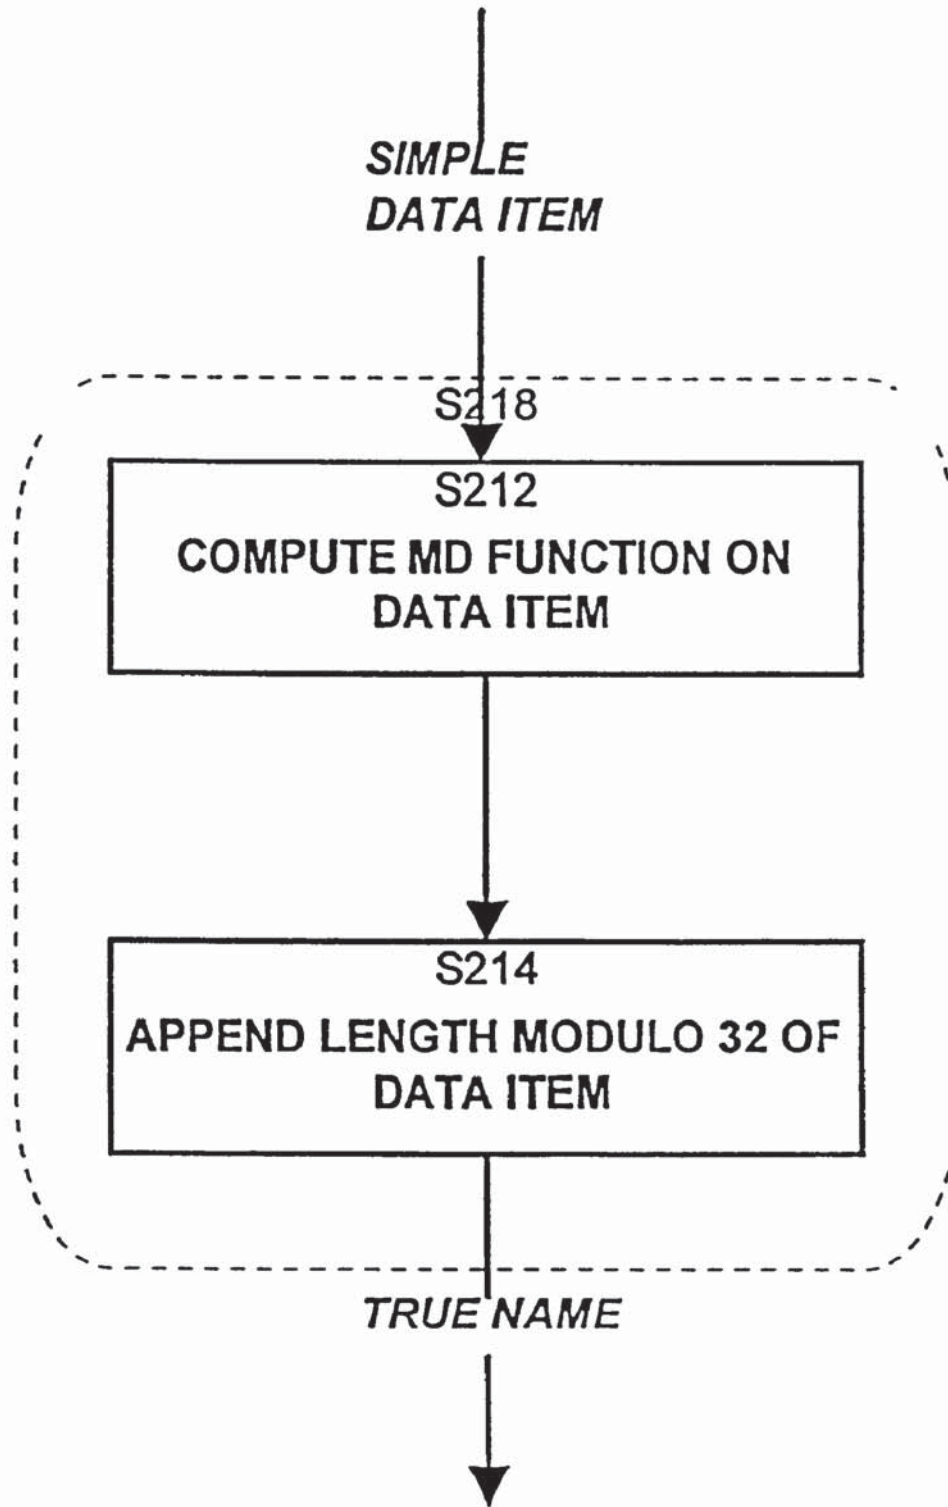 SIMPLE
DATA ITEM
S218
S212
COMPUTE MD FUNCTION ON
DATA ITEM
S214
APPEND LENGTH MODULO 32 OF
DATA ITEM
TRUE NAME